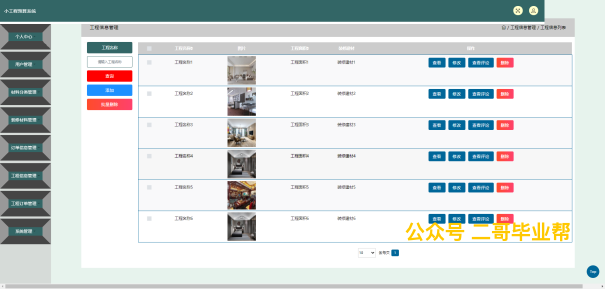 小工程预算系统
工程信息管理
/ 工程信息管理 / 工程信息列表
个人中心
用户管理
材料分类管理
装修材料管理
订单信息管理
工程信息管理
工程订单管理
系统管理
工程名称
请输入工程名称
查询
添加
批量删除
工程名称 图片 工程面积 装修建材 操作
工程名称1 工程面积1 装修建材1 查看 修改 查看评论 删除
工程名称2 工程面积2 装修建材2 查看 修改 查看评论 删除
工程名称3 工程面积3 装修建材3 查看 修改 查看评论 删除
工程名称4 工程面积4 装修建材4 查看 修改 查看评论 删除
工程名称5 工程面积5 装修建材5 查看 修改 查看评论 删除
工程名称6 工程面积6 装修建材6 查看 修改 查看评论 删除
公众号 二哥毕业帮
10 1
Top